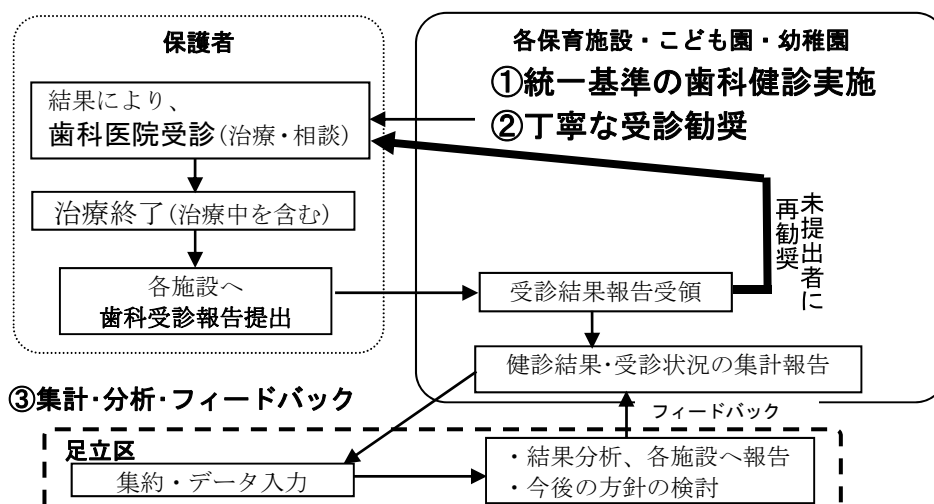 保護者
結果により、
歯科医院受診(治療・相談)
治療終了(治療中を含む)
各施設へ
歯科受診報告提出
各保育施設・こども園・幼稚園
①統一基準の歯科健診実施
②丁寧な受診勧奨
未提出者に
再勧奨
受診結果報告受領
健診結果・受診状況の集計報告
③集計・分析・フィードバック
フィードバック
足立区
集約・データ入力
・結果分析、各施設へ報告
・今後の方針の検討